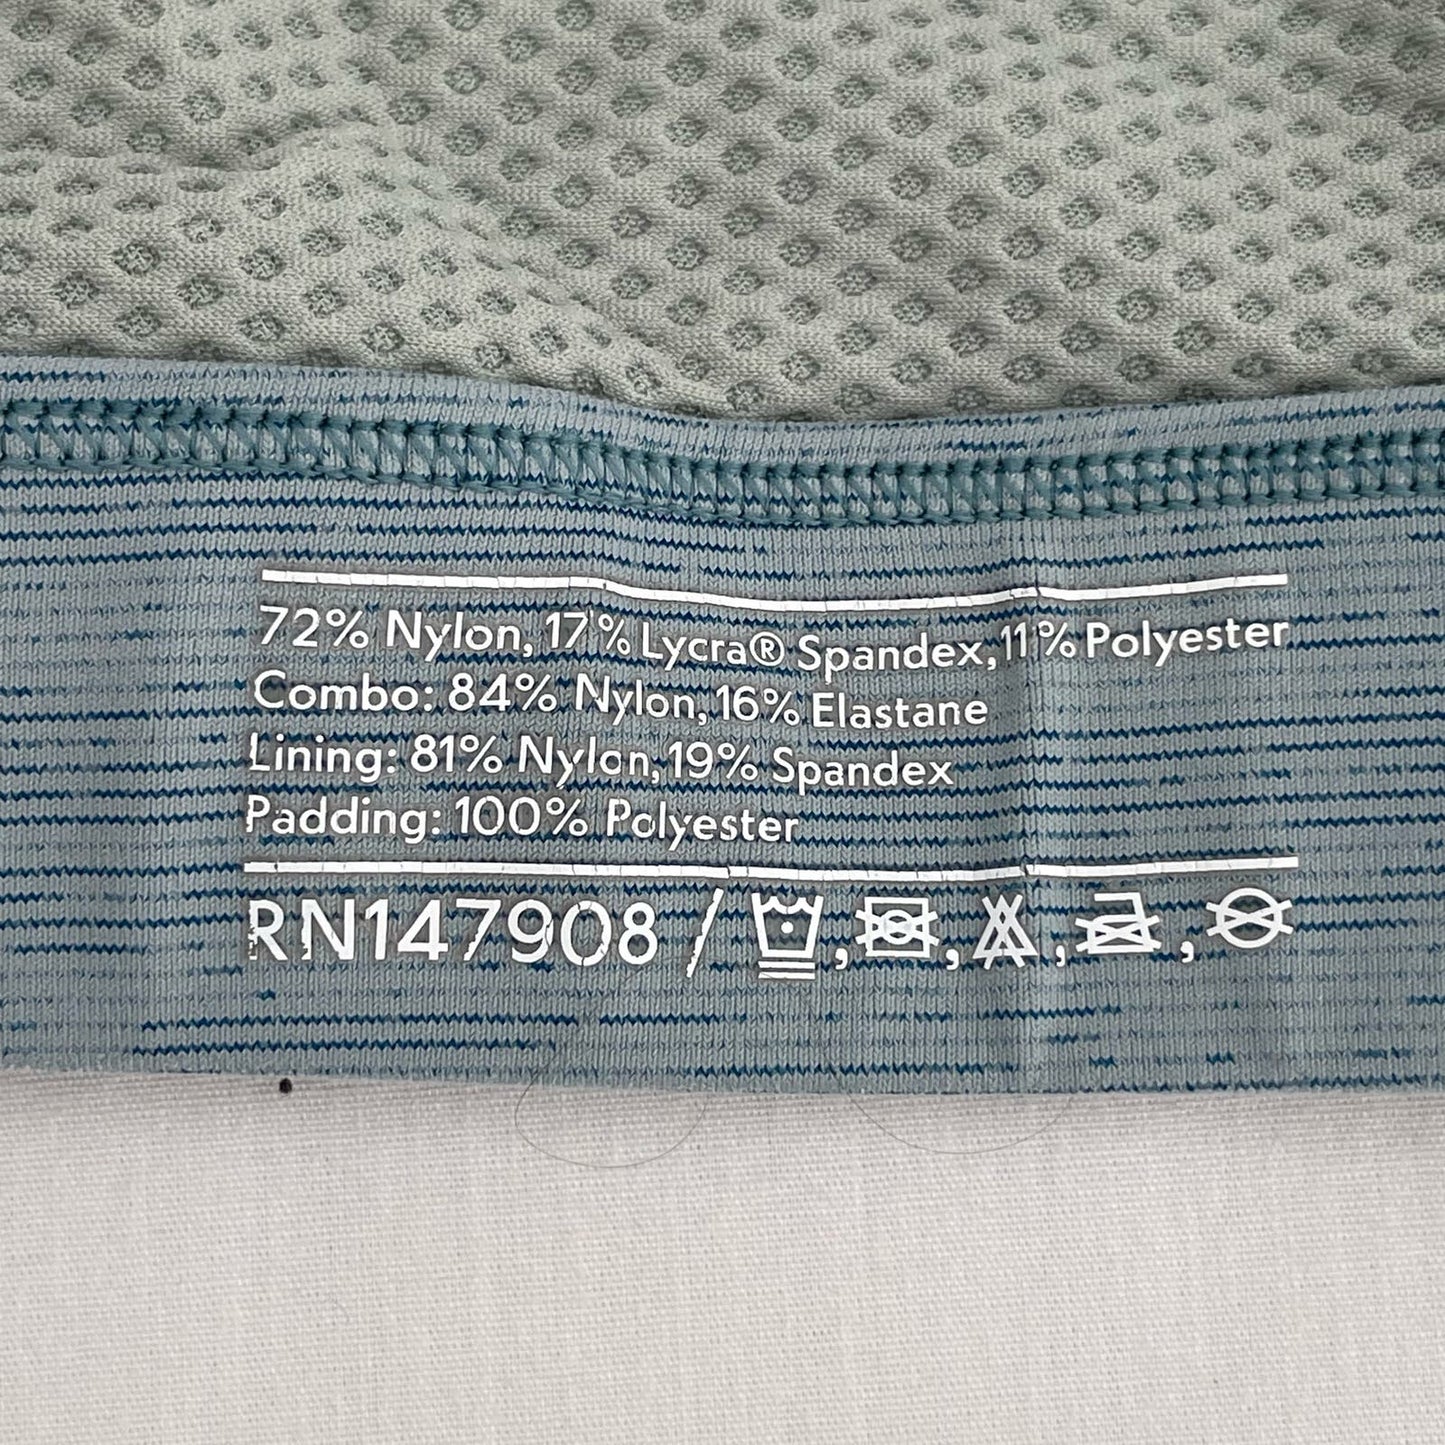 72% Nylon, 17% Lycra® Spandex, 11% Polyester
Combo: 84% Nylon, 16% Elastane
Lining: 81% Nylon, 19% Spandex
Padding: 100% Polyester
RN147908 / , , , ,